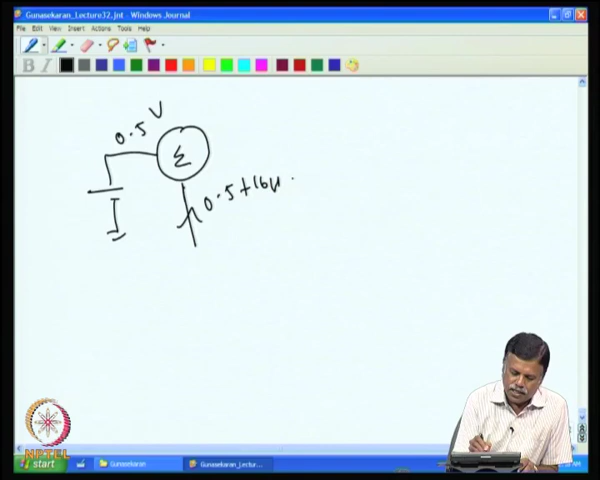 Gunasekaran_Lecture32.jnt - Windows Journal
File Edit View Insert Actions Tools Help
B I
0.5 V
Σ
0.5 + 16μ
NPTEL
start Gunasekaran Gunasekaran_Lectur...